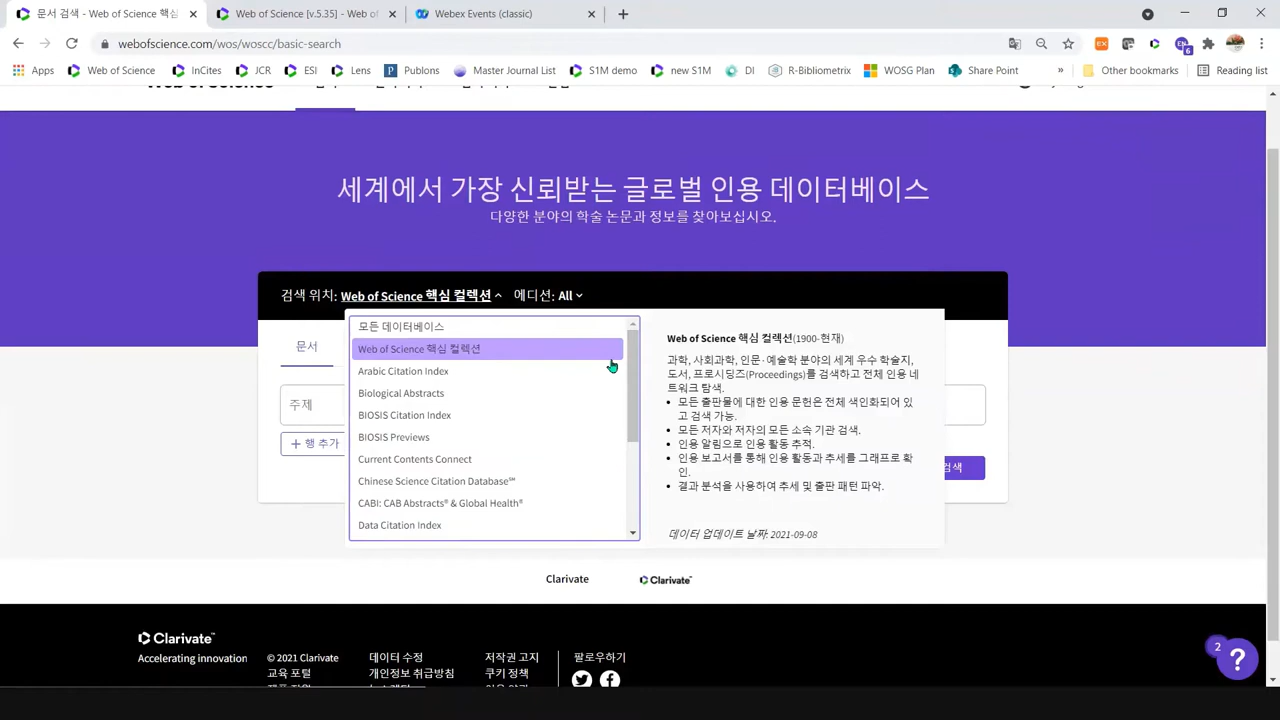 문서 검색 - Web of Science 핵심
Web of Science [v.5.35] - Web of
Webex Events (classic)
webofscience.com/wos/woscc/basic-search
Apps
Web of Science
InCites
JCR
ESI
Lens
Publons
Master Journal List
S1M demo
new S1M
DI
R-Bibliometrix
WOSG Plan
Share Point
»
Other bookmarks
Reading list
6
Web of Science
세계에서 가장 신뢰받는 글로벌 인용 데이터베이스
다양한 분야의 학술 논문과 정보를 찾아보십시오.
검색 위치: Web of Science 핵심 컬렉션 에디션: All
문서
주제
+ 행 추가
모든 데이터베이스
Web of Science 핵심 컬렉션
Arabic Citation Index
Biological Abstracts
BIOSIS Citation Index
BIOSIS Previews
Current Contents Connect
Chinese Science Citation Database℠
CABI: CAB Abstracts® & Global Health®
Data Citation Index
Web of Science 핵심 컬렉션(1900-현재)
과학, 사회과학, 인문·예술학 분야의 세계 우수 학술지,
도서, 프로시딩즈(Proceedings)를 검색하고 전체 인용 네
트워크 탐색.
• 모든 출판물에 대한 인용 문헌은 전체 색인화되어 있
고 검색 가능.
• 모든 저자와 저자의 모든 소속 기관 검색.
• 인용 알림으로 인용 활동 추적.
• 인용 보고서를 통해 인용 활동과 추세를 그래프로 확
인.
• 결과 분석을 사용하여 추세 및 출판 패턴 파악.
데이터 업데이트 날짜: 2021-09-08
검색
Clarivate
Clarivate™
Clarivate™
Accelerating innovation
© 2021 Clarivate
교육 포털
데이터 수정
개인정보 취급방침
저작권 고지
쿠키 정책
팔로우하기
2
?